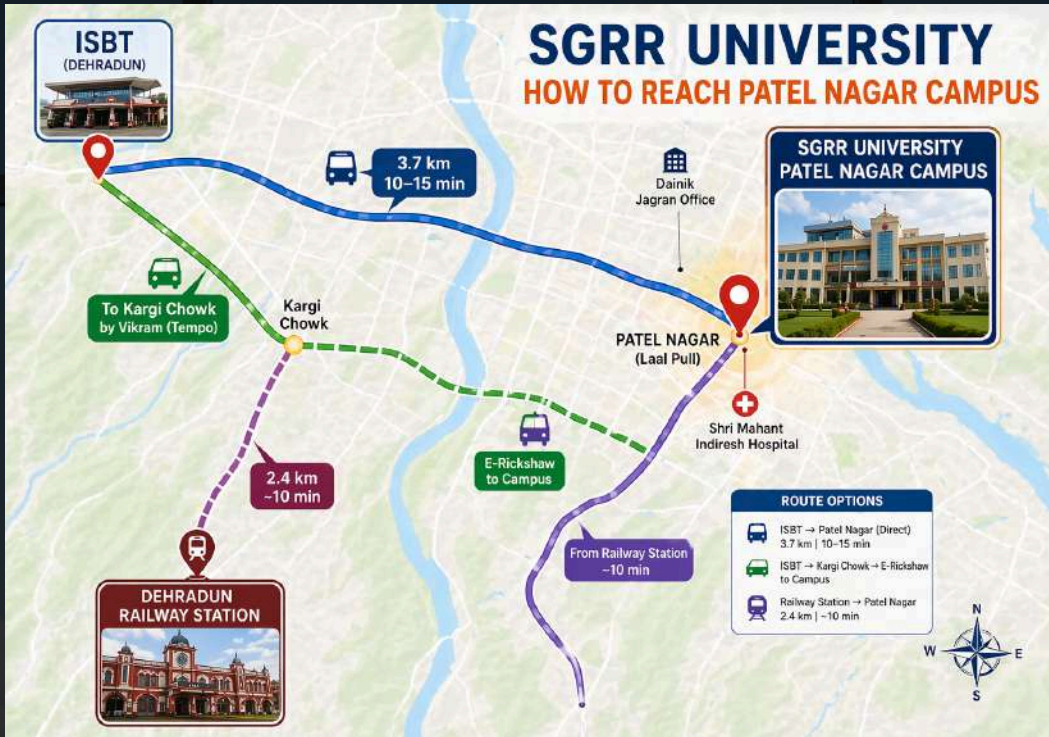 ISBT
(DEHRADUN)
SGRR UNIVERSITY
HOW TO REACH PATEL NAGAR CAMPUS
3.7 km
10–15 min
Dainik
Jagran Office
SGRR UNIVERSITY
PATEL NAGAR CAMPUS
To Kargi Chowk
by Vikram (Tempo)
Kargi
Chowk
PATEL NAGAR
(Laal Pull)
Shri Mahant
Indiresh Hospital
E-Rickshaw
to Campus
2.4 km
~10 min
From Railway Station
~10 min
DEHRADUN
RAILWAY STATION
ROUTE OPTIONS
ISBT → Patel Nagar (Direct)
3.7 km | 10–15 min
ISBT → Kargi Chowk → E-Rickshaw
to Campus
Railway Station → Patel Nagar
2.4 km | ~10 min
N
W
E
S